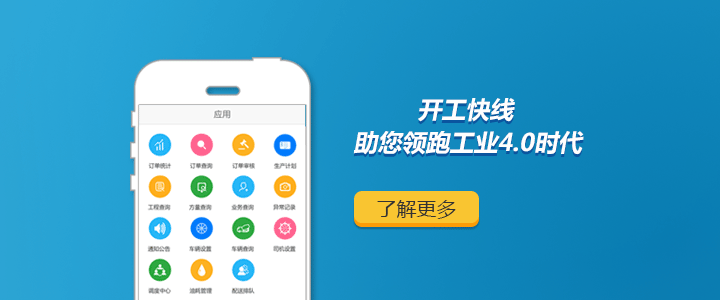 应用
订单统计 订单查询 订单审核 生产计划
工程查询 方量查询 业务查询 异常记录
通知公告 车辆设置 车辆查询 司机设置
调度中心 油耗管理 配送排队
开工快线
助您领跑工业4.0时代
了解更多